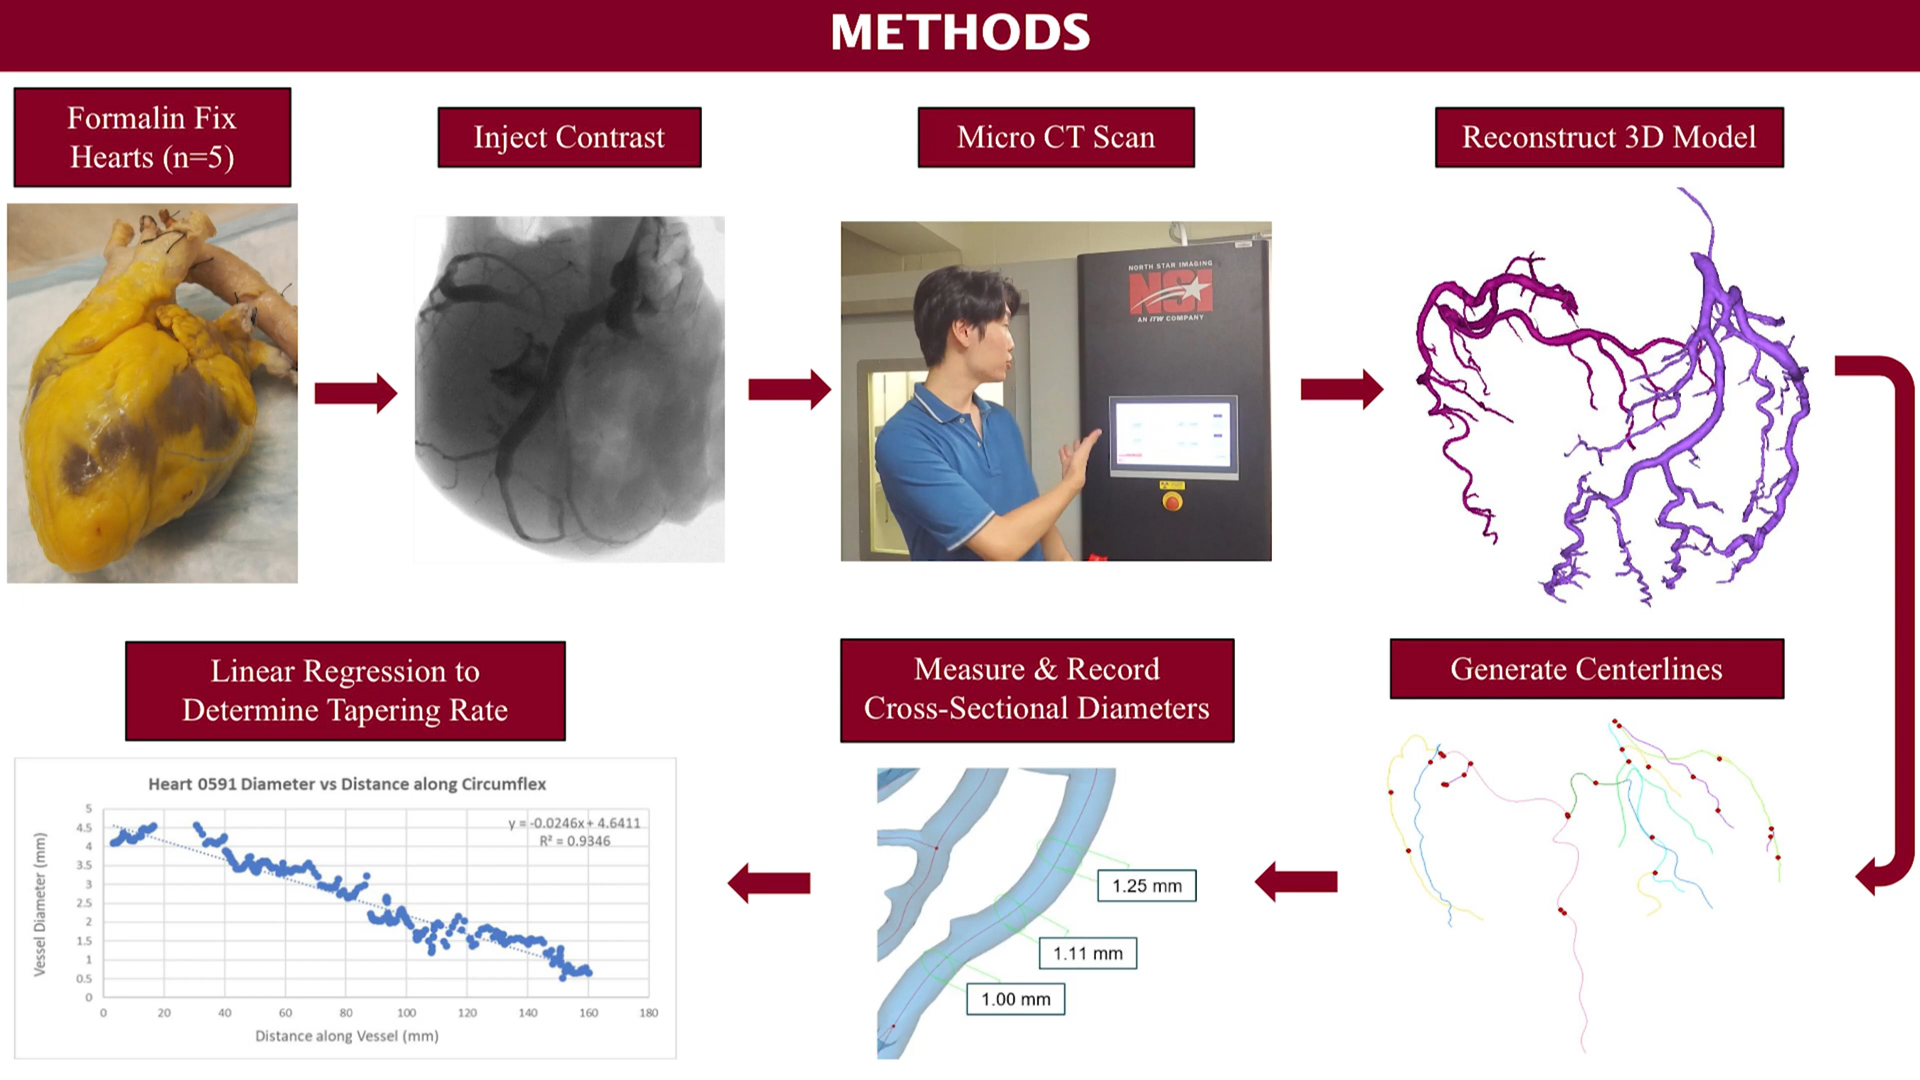 METHODS
Formalin Fix
Hearts (n=5)
Inject Contrast
Micro CT Scan
Reconstruct 3D Model
NORTH STAR IMAGING
NSI
AN ITW COMPANY
Linear Regression to
Determine Tapering Rate
Measure & Record
Cross-Sectional Diameters
Generate Centerlines
Heart 0591 Diameter vs Distance along Circumflex
y = -0.0246x+ 4.6411
R² = 0.9346
Vessel Diameter (mm)
5
4.5
4
3.5
3
2.5
2
1.5
1
0.5
0
0 20 40 60 80 100 120 140 160 180
Distance along Vessel (mm)
1.25 mm
1.11 mm
1.00 mm